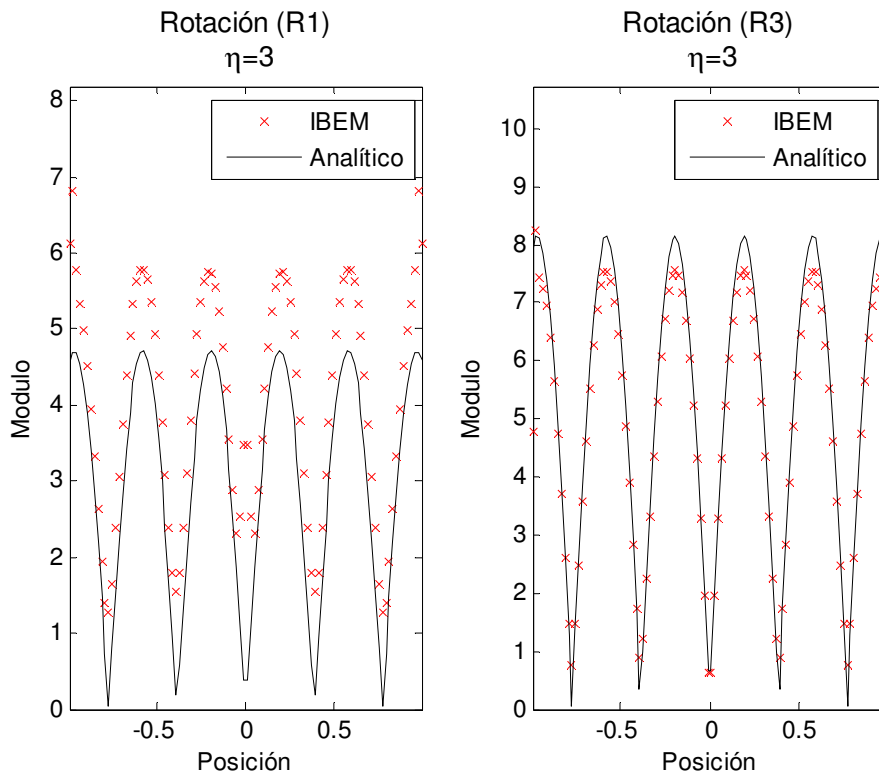 Rotación (R1)
η=3
IBEM
Analítico
8
7
6
5
4
3
2
1
0
-0.5
0
0.5
Modulo
Posición
Rotación (R3)
η=3
IBEM
Analítico
10
9
8
7
6
5
4
3
2
1
0
-0.5
0
0.5
Modulo
Posición